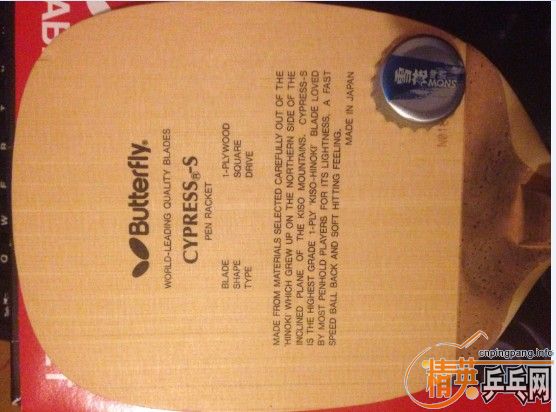 Butterfly®
WORLD-LEADING QUALITY BLADES
CYPRESS®-S
PEN RACKET
BLADE 1-PLYWOOD
SHAPE SQUARE
TYPE DRIVE
MADE FROM MATERIALS SELECTED CAREFULLY OUT OF THE
'HINOKI' WHICH GREW UP ON THE NORTHERN SIDE OF THE
INCLINED PLANE OF THE KISO MOUNTAINS. CYPRESS-S
IS THE HIGHEST GRADE 1-PLY 'KISO-HINOKI' BLADE LOVED
BY MOST PENHOLD PLAYERS FOR ITS LIGHTNESS, A FAST
SPEED BALL BACK AND SOFT HITTING FEELING.
MADE IN JAPAN
SNOW
AB
Q W E R T
cnpingpang.info
精英乒乓网